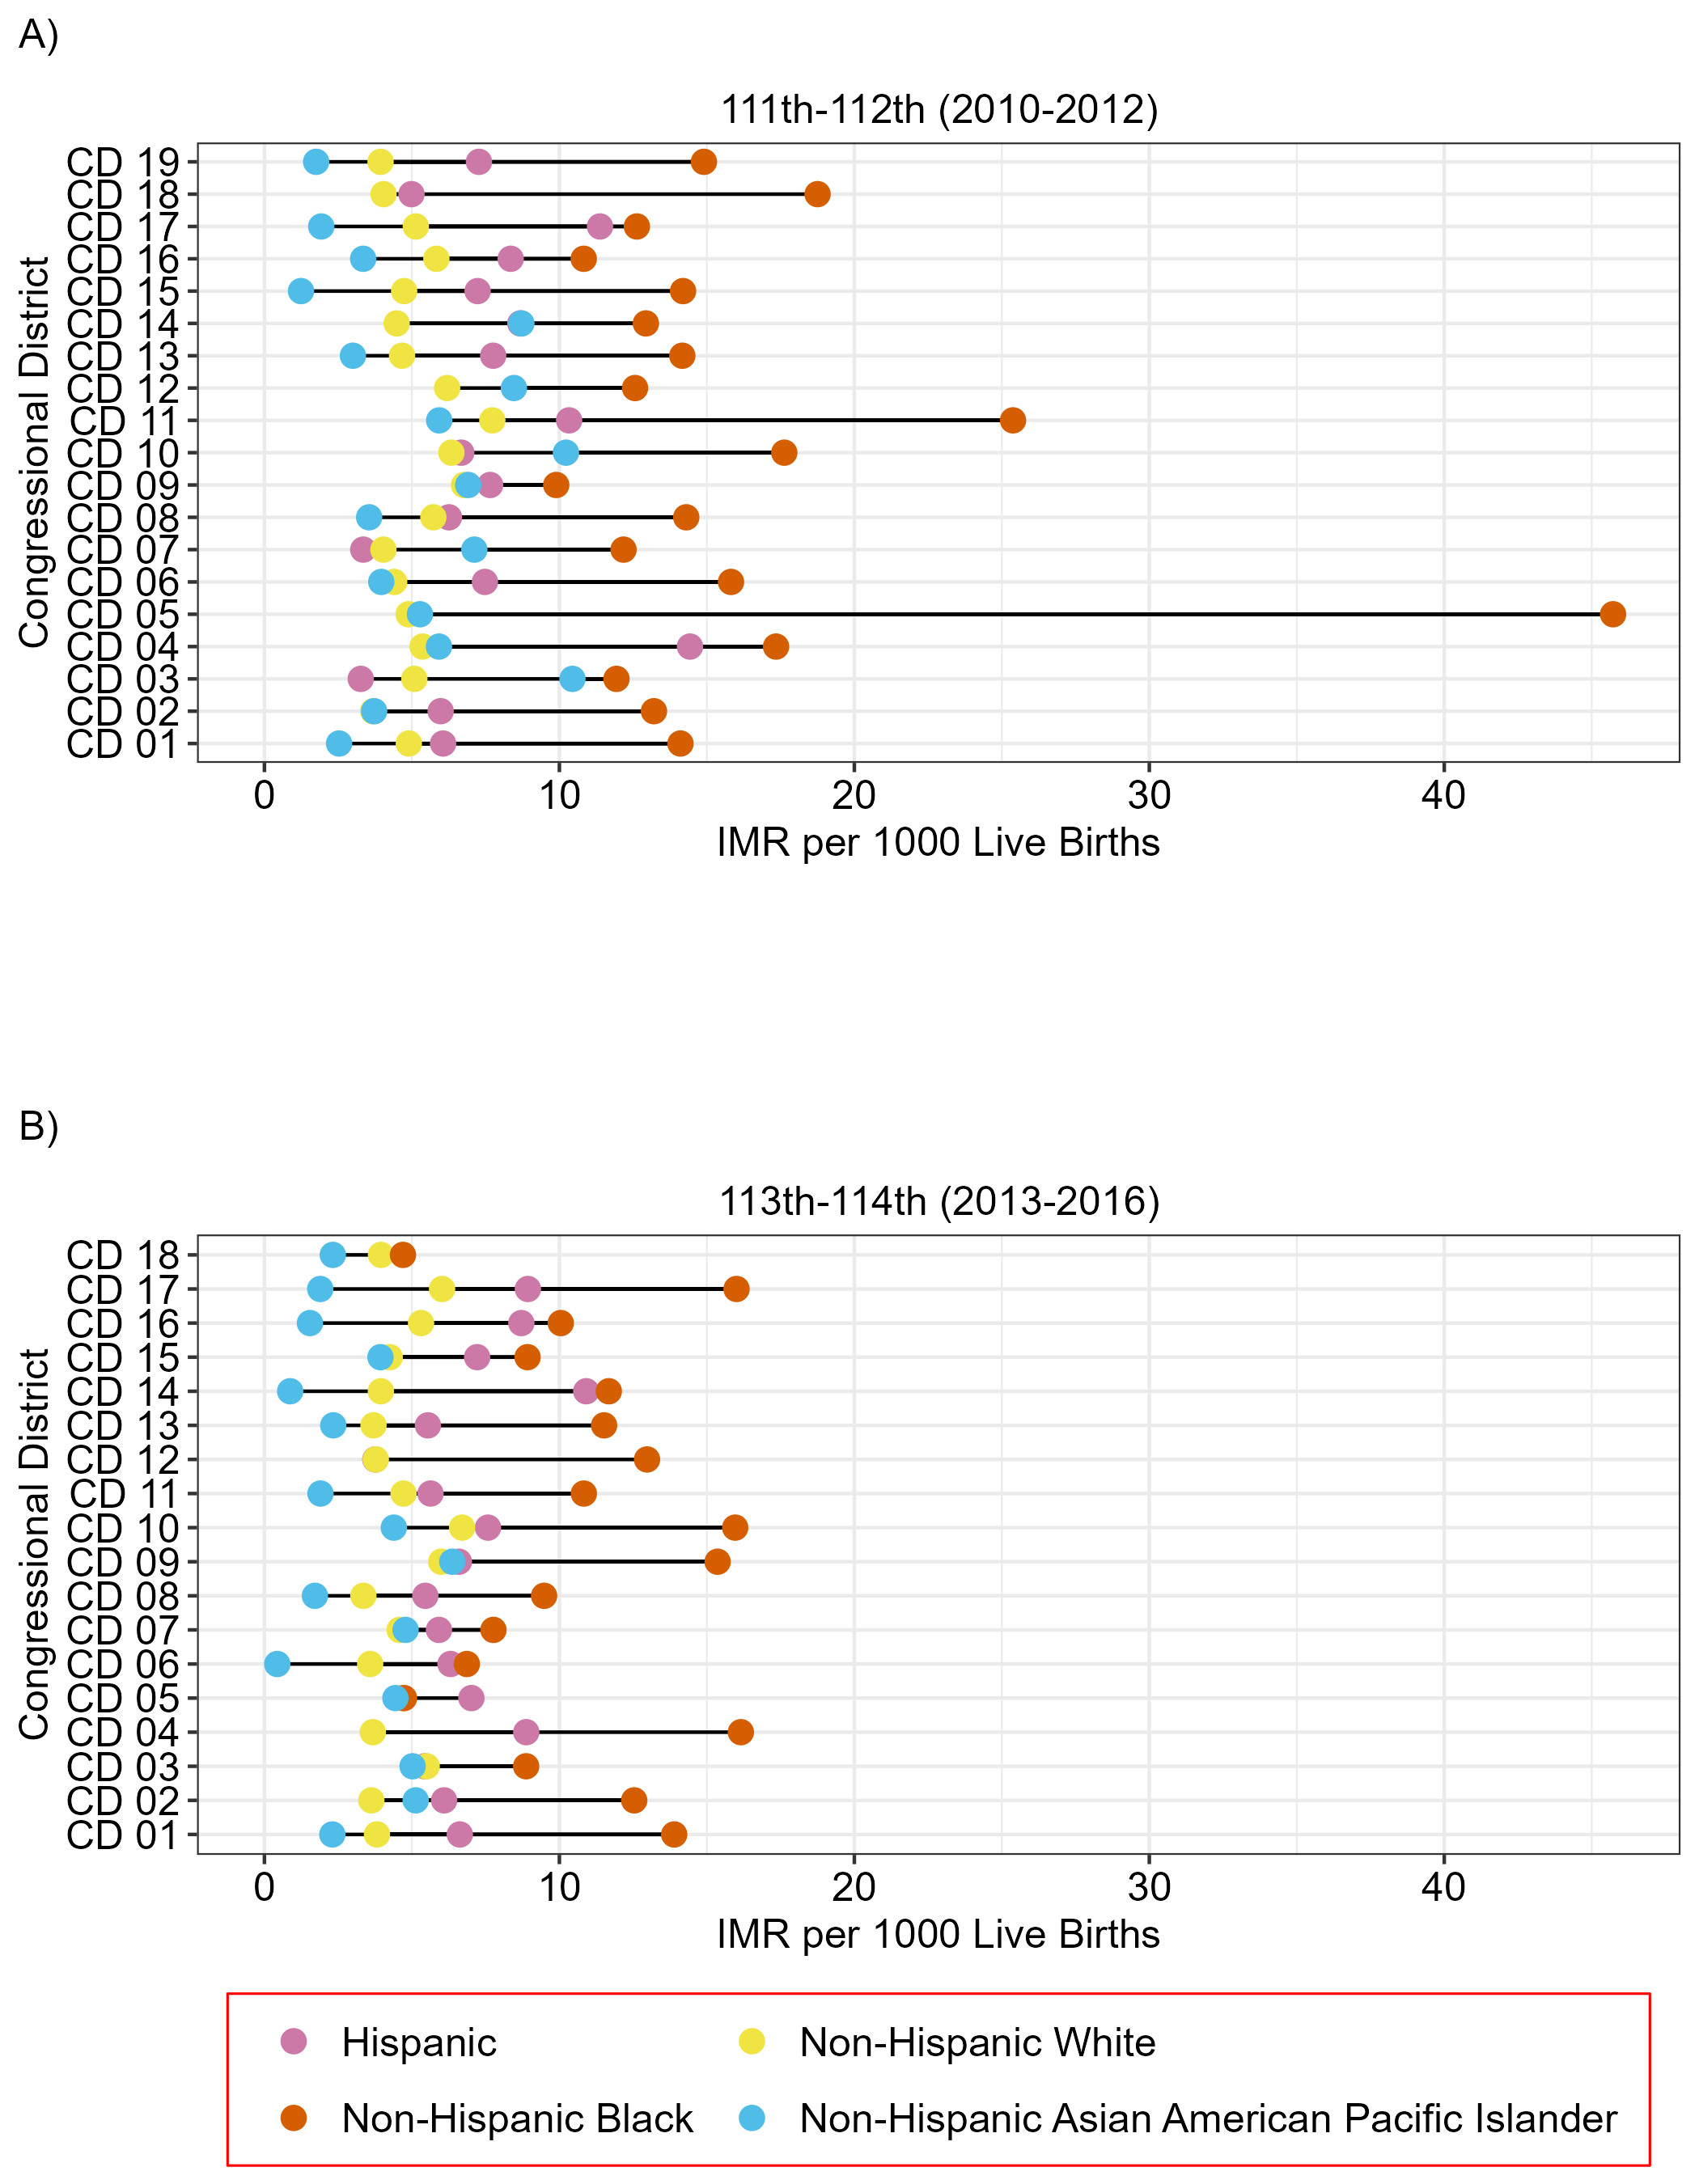 A)
111th-112th (2010-2012)
Congressional District
CD 19
CD 18
CD 17
CD 16
CD 15
CD 14
CD 13
CD 12
CD 11
CD 10
CD 09
CD 08
CD 07
CD 06
CD 05
CD 04
CD 03
CD 02
CD 01
0 10 20 30 40
IMR per 1000 Live Births
B)
113th-114th (2013-2016)
Congressional District
CD 18
CD 17
CD 16
CD 15
CD 14
CD 13
CD 12
CD 11
CD 10
CD 09
CD 08
CD 07
CD 06
CD 05
CD 04
CD 03
CD 02
CD 01
0 10 20 30 40
IMR per 1000 Live Births
Hispanic Non-Hispanic White
Non-Hispanic Black Non-Hispanic Asian American Pacific Islander